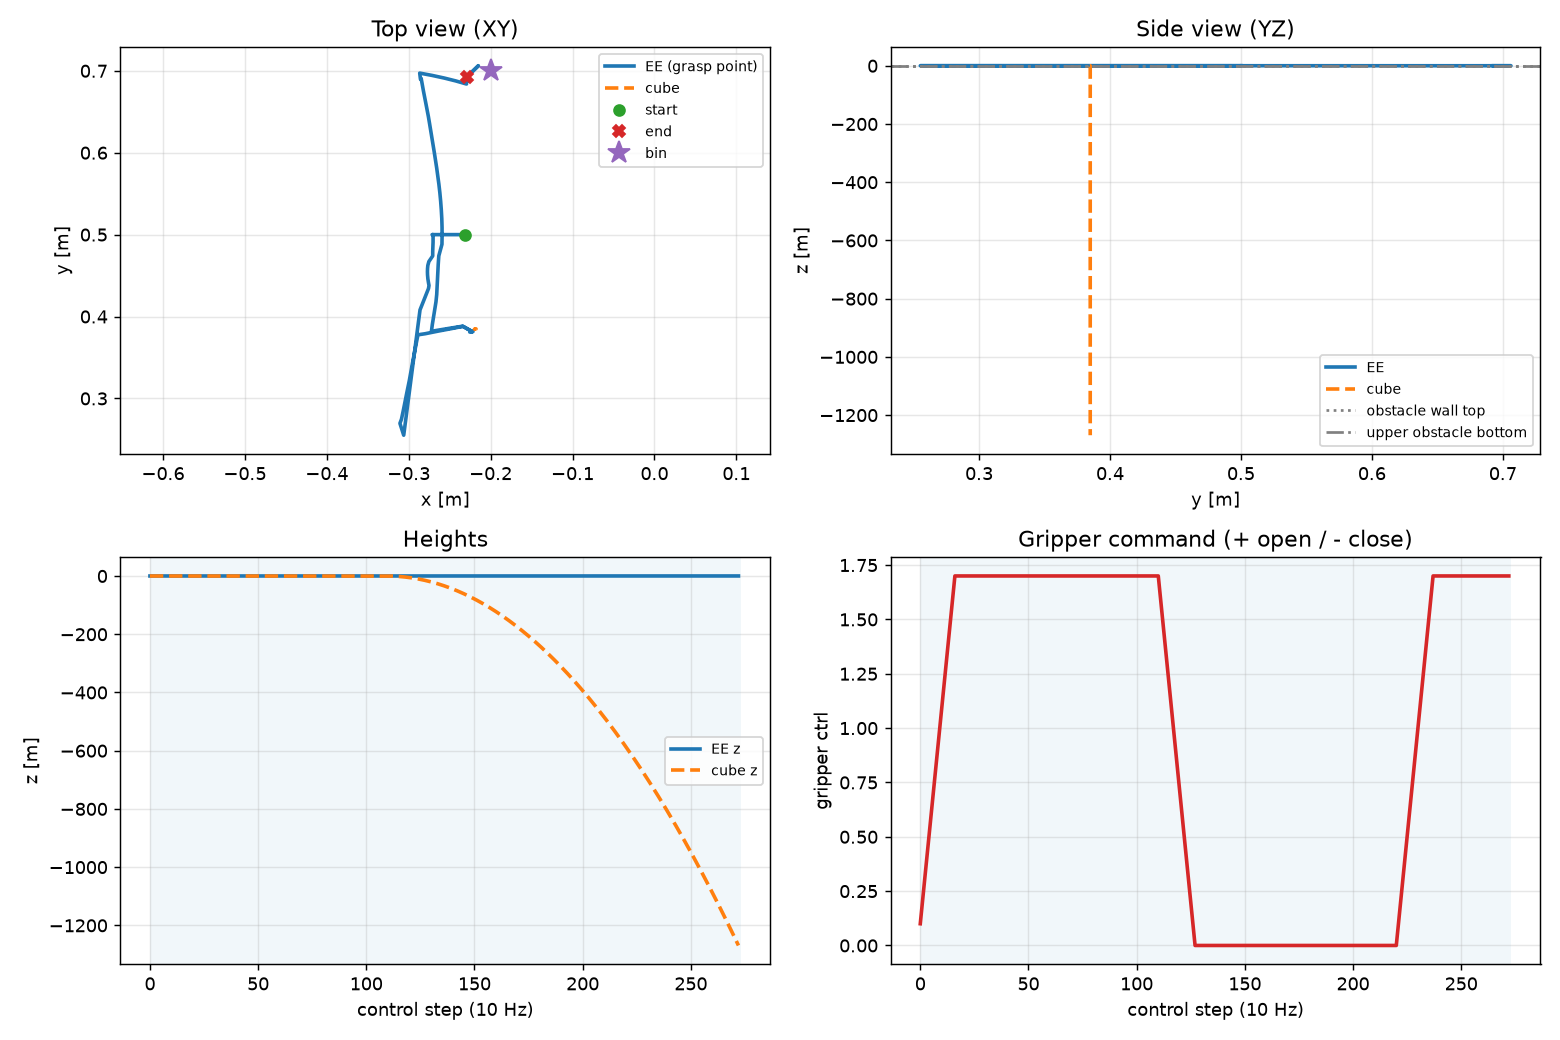 Top view (XY)
y [m]
0.7
0.6
0.5
0.4
0.3
−0.6
−0.5
−0.4
−0.3
−0.2
−0.1
0.0
0.1
x [m]
EE (grasp point)
cube
start
end
bin
Side view (YZ)
z [m]
0
−200
−400
−600
−800
−1000
−1200
0.3
0.4
0.5
0.6
0.7
y [m]
EE
cube
obstacle wall top
upper obstacle bottom
Heights
z [m]
0
−200
−400
−600
−800
−1000
−1200
0
50
100
150
200
250
control step (10 Hz)
EE z
cube z
Gripper command (+ open / - close)
gripper ctrl
1.75
1.50
1.25
1.00
0.75
0.50
0.25
0.00
0
50
100
150
200
250
control step (10 Hz)